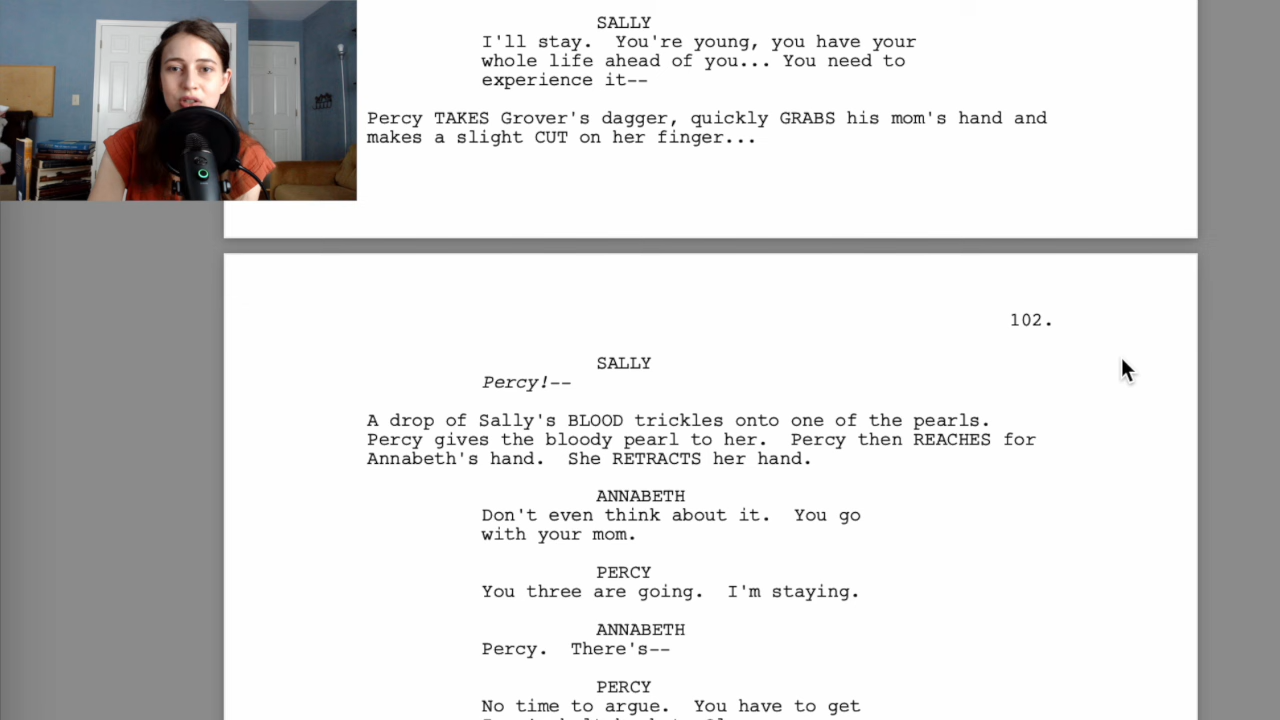 SALLY
I'll stay.  You're young, you have your
whole life ahead of you... You need to
experience it--
Percy TAKES Grover's dagger, quickly GRABS his mom's hand and
makes a slight CUT on her finger...
102.
SALLY
Percy!--
A drop of Sally's BLOOD trickles onto one of the pearls.
Percy gives the bloody pearl to her.  Percy then REACHES for
Annabeth's hand.  She RETRACTS her hand.
ANNABETH
Don't even think about it.  You go
with your mom.
PERCY
You three are going.  I'm staying.
ANNABETH
Percy.  There's--
PERCY
No time to argue.  You have to get